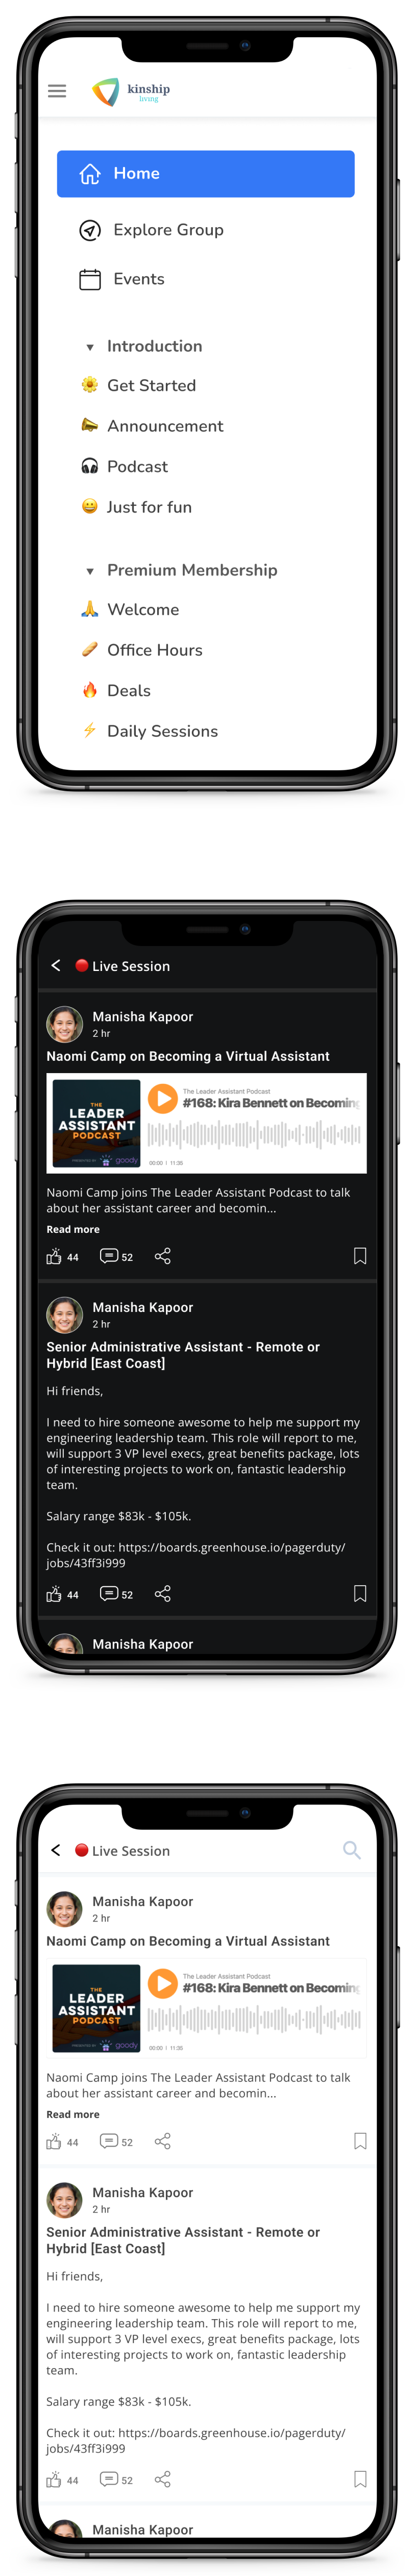 kinship
living
Home
Explore Group
Events
Introduction
Get Started
Announcement
Podcast
Just for fun
Premium Membership
Welcome
Office Hours
Deals
Daily Sessions
Live Session
Manisha Kapoor
2 hr
Naomi Camp on Becoming a Virtual Assistant
THE
LEADER
ASSISTANT
PODCAST
PRESENTED BY goody
The Leader Assistant Podcast
#168: Kira Bennett on Becoming
00:00 | 11:35
Naomi Camp joins The Leader Assistant Podcast to talk
about her assistant career and becomin...
Read more
44 52
Manisha Kapoor
2 hr
Senior Administrative Assistant - Remote or
Hybrid [East Coast]
Hi friends,
I need to hire someone awesome to help me support my
engineering leadership team. This role will report to me,
will support 3 VP level execs, great benefits package, lots
of interesting projects to work on, fantastic leadership
team.
Salary range $83k - $105k.
Check it out: https://boards.greenhouse.io/pagerduty/
jobs/43ff3i999
44 52
Manisha Kapoor
Live Session
Manisha Kapoor
2 hr
Naomi Camp on Becoming a Virtual Assistant
THE
LEADER
ASSISTANT
PODCAST
PRESENTED BY goody
The Leader Assistant Podcast
#168: Kira Bennett on Becoming
00:00 | 11:35
Naomi Camp joins The Leader Assistant Podcast to talk
about her assistant career and becomin...
Read more
44 52
Manisha Kapoor
2 hr
Senior Administrative Assistant - Remote or
Hybrid [East Coast]
Hi friends,
I need to hire someone awesome to help me support my
engineering leadership team. This role will report to me,
will support 3 VP level execs, great benefits package, lots
of interesting projects to work on, fantastic leadership
team.
Salary range $83k - $105k.
Check it out: https://boards.greenhouse.io/pagerduty/
jobs/43ff3i999
44 52
Manisha Kapoor